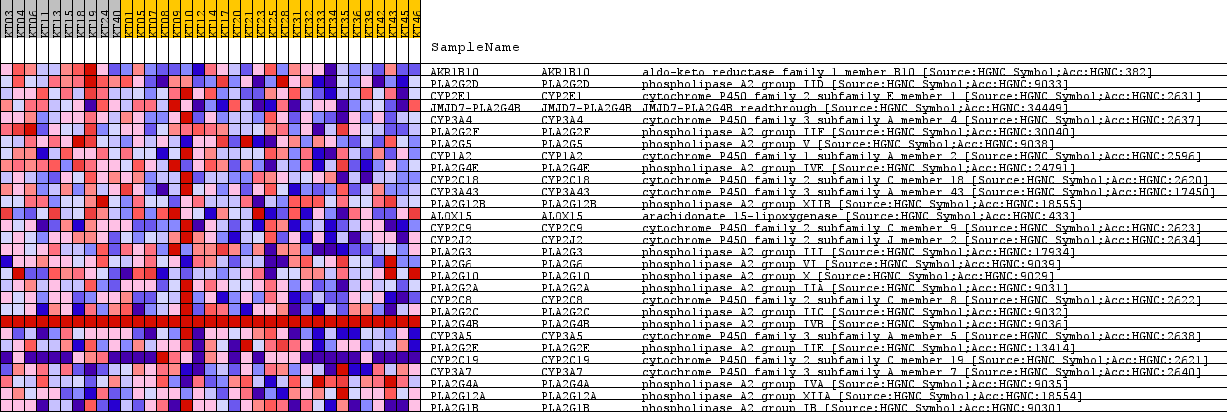 KT03 KT04 KT06 KT11 KT13 KT15 KT18 KT19 KT24 KT40 KT01 KT05 KT07 KT08 KT09 KT10 KT12 KT14 KT17 KT20 KT21 KT23 KT25 KT28 KT31 KT32 KT33 KT34 KT35 KT36 KT39 KT42 KT43 KT45 KT46
SampleName
AKR1B10 AKR1B10 aldo-keto reductase family 1 member B10 [Source:HGNC Symbol;Acc:HGNC:382]
PLA2G2D PLA2G2D phospholipase A2 group IID [Source:HGNC Symbol;Acc:HGNC:9033]
CYP2E1 CYP2E1 cytochrome P450 family 2 subfamily E member 1 [Source:HGNC Symbol;Acc:HGNC:2631]
JMJD7-PLA2G4B JMJD7-PLA2G4B JMJD7-PLA2G4B readthrough [Source:HGNC Symbol;Acc:HGNC:34449]
CYP3A4 CYP3A4 cytochrome P450 family 3 subfamily A member 4 [Source:HGNC Symbol;Acc:HGNC:2637]
PLA2G2F PLA2G2F phospholipase A2 group IIF [Source:HGNC Symbol;Acc:HGNC:30040]
PLA2G5 PLA2G5 phospholipase A2 group V [Source:HGNC Symbol;Acc:HGNC:9038]
CYP1A2 CYP1A2 cytochrome P450 family 1 subfamily A member 2 [Source:HGNC Symbol;Acc:HGNC:2596]
PLA2G4E PLA2G4E phospholipase A2 group IVE [Source:HGNC Symbol;Acc:HGNC:24791]
CYP2C18 CYP2C18 cytochrome P450 family 2 subfamily C member 18 [Source:HGNC Symbol;Acc:HGNC:2620]
CYP3A43 CYP3A43 cytochrome P450 family 3 subfamily A member 43 [Source:HGNC Symbol;Acc:HGNC:17450]
PLA2G12B PLA2G12B phospholipase A2 group XIIB [Source:HGNC Symbol;Acc:HGNC:18555]
ALOX15 ALOX15 arachidonate 15-lipoxygenase [Source:HGNC Symbol;Acc:HGNC:433]
CYP2C9 CYP2C9 cytochrome P450 family 2 subfamily C member 9 [Source:HGNC Symbol;Acc:HGNC:2623]
CYP2J2 CYP2J2 cytochrome P450 family 2 subfamily J member 2 [Source:HGNC Symbol;Acc:HGNC:2634]
PLA2G3 PLA2G3 phospholipase A2 group III [Source:HGNC Symbol;Acc:HGNC:17934]
PLA2G6 PLA2G6 phospholipase A2 group VI [Source:HGNC Symbol;Acc:HGNC:9039]
PLA2G10 PLA2G10 phospholipase A2 group X [Source:HGNC Symbol;Acc:HGNC:9029]
PLA2G2A PLA2G2A phospholipase A2 group IIA [Source:HGNC Symbol;Acc:HGNC:9031]
CYP2C8 CYP2C8 cytochrome P450 family 2 subfamily C member 8 [Source:HGNC Symbol;Acc:HGNC:2622]
PLA2G2C PLA2G2C phospholipase A2 group IIC [Source:HGNC Symbol;Acc:HGNC:9032]
PLA2G4B PLA2G4B phospholipase A2 group IVB [Source:HGNC Symbol;Acc:HGNC:9036]
CYP3A5 CYP3A5 cytochrome P450 family 3 subfamily A member 5 [Source:HGNC Symbol;Acc:HGNC:2638]
PLA2G2E PLA2G2E phospholipase A2 group IIE [Source:HGNC Symbol;Acc:HGNC:13414]
CYP2C19 CYP2C19 cytochrome P450 family 2 subfamily C member 19 [Source:HGNC Symbol;Acc:HGNC:2621]
CYP3A7 CYP3A7 cytochrome P450 family 3 subfamily A member 7 [Source:HGNC Symbol;Acc:HGNC:2640]
PLA2G4A PLA2G4A phospholipase A2 group IVA [Source:HGNC Symbol;Acc:HGNC:9035]
PLA2G12A PLA2G12A phospholipase A2 group XIIA [Source:HGNC Symbol;Acc:HGNC:18554]
PLA2G1B PLA2G1B phospholipase A2 group IB [Source:HGNC Symbol;Acc:HGNC:9030]